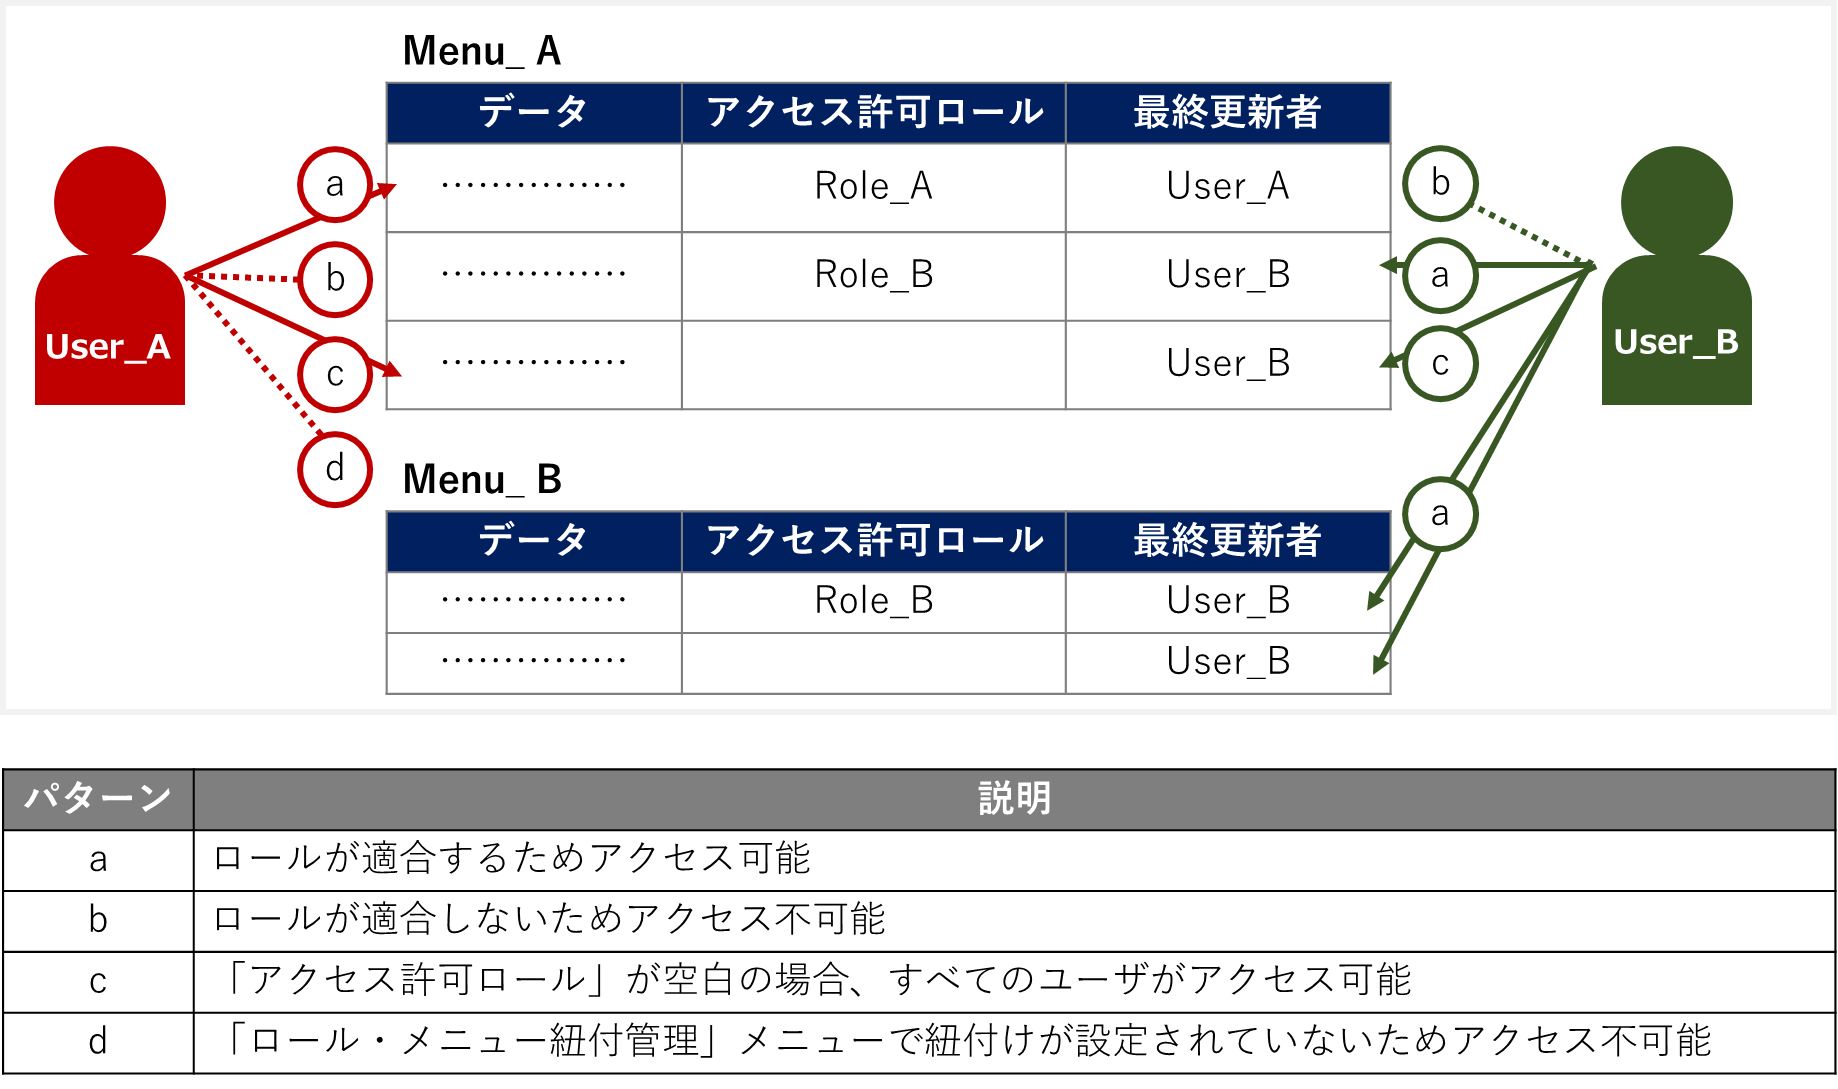 Menu_ A
データ アクセス許可ロール 最終更新者
a ‥‥‥‥‥‥‥ Role_A User_A b
b ‥‥‥‥‥‥‥ Role_B User_B a
User_A User_B
c ‥‥‥‥‥‥‥ User_B c
d
Menu_ B
データ アクセス許可ロール 最終更新者
a
‥‥‥‥‥‥‥ Role_B User_B
‥‥‥‥‥‥‥ User_B
パターン 説明
a ロールが適合するためアクセス可能
b ロールが適合しないためアクセス不可能
c 「アクセス許可ロール」が空白の場合、すべてのユーザがアクセス可能
d 「ロール・メニュー紐付管理」メニューで紐付けが設定されていないためアクセス不可能